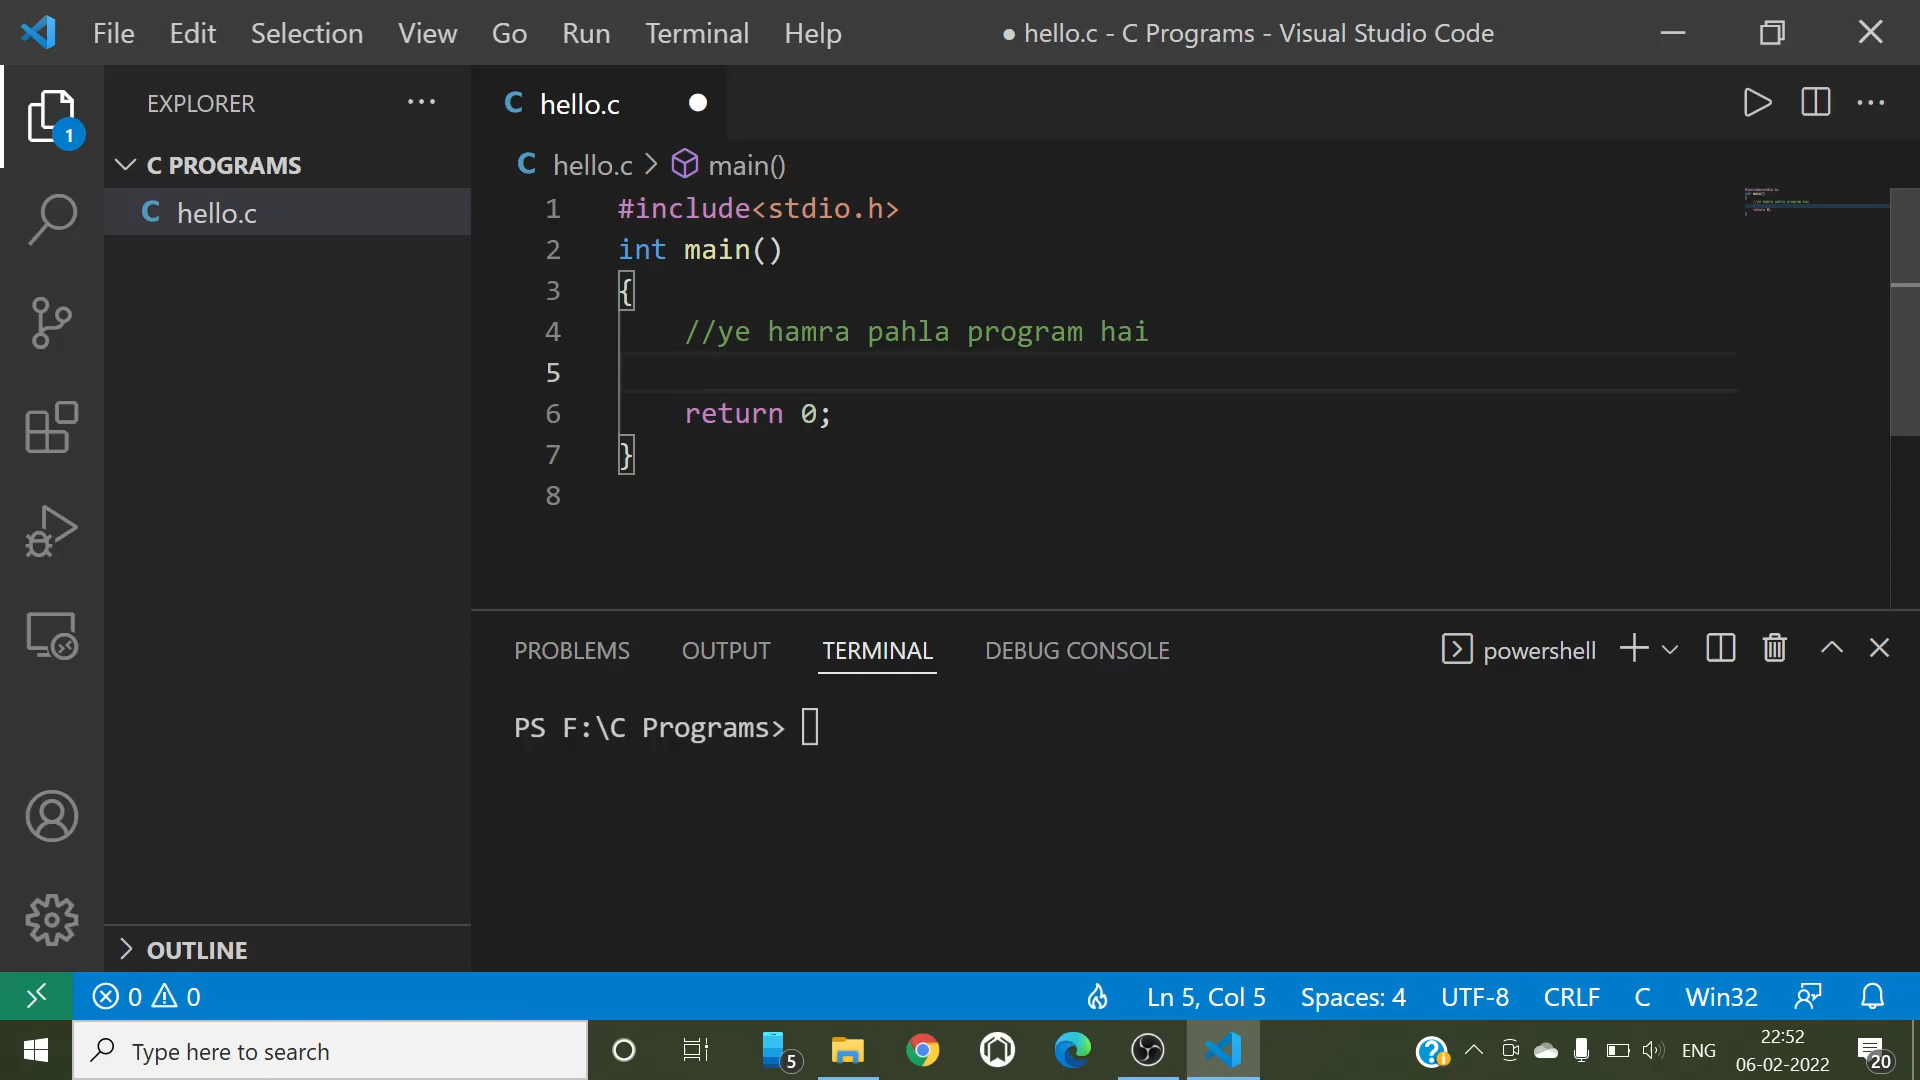 File Edit Selection View Go Run Terminal Help ● hello.c - C Programs - Visual Studio Code
EXPLORER
C hello.c
1
C PROGRAMS
C hello.c > main()
C hello.c
1 #include<stdio.h>
2 int main()
3 {
4 //ye hamra pahla program hai
5
6 return 0;
7 }
8
PROBLEMS OUTPUT TERMINAL DEBUG CONSOLE powershell
PS F:\C Programs>
OUTLINE
0 0 Ln 5, Col 5 Spaces: 4 UTF-8 CRLF C Win32
Type here to search 5 ENG 22:52
06-02-2022 20